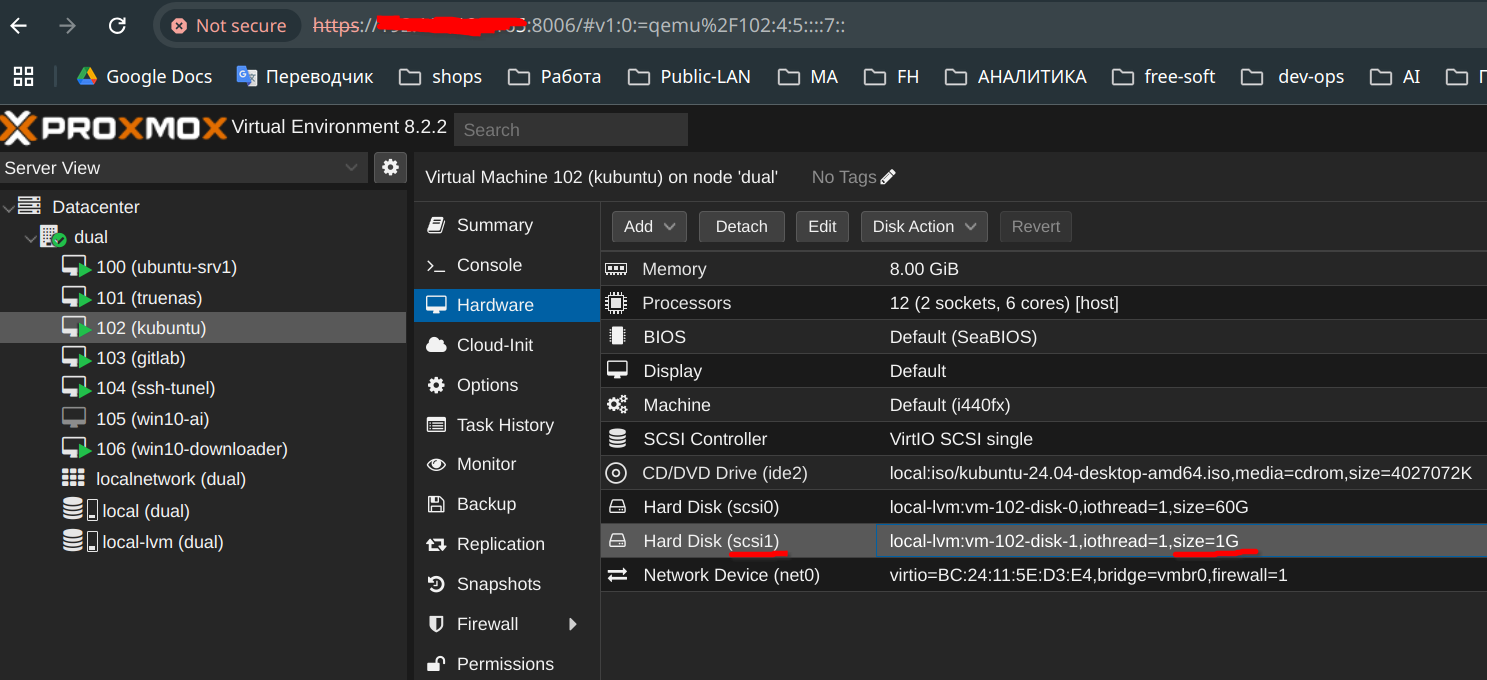 Not secure https://:8006/#v1:0:=qemu%2F102:4:5::::7::
Google Docs Переводчик shops Работа Public-LAN MA FH АНАЛИТИКА free-soft dev-ops AI
PROXMOX Virtual Environment 8.2.2 Search
Server View
Datacenter
dual
100 (ubuntu-srv1)
101 (truenas)
102 (kubuntu)
103 (gitlab)
104 (ssh-tunel)
105 (win10-ai)
106 (win10-downloader)
localnetwork (dual)
local (dual)
local-lvm (dual)
Virtual Machine 102 (kubuntu) on node 'dual' No Tags
Summary
Console
Hardware
Cloud-Init
Options
Task History
Monitor
Backup
Replication
Snapshots
Firewall
Permissions
Add Detach Edit Disk Action Revert
Memory 8.00 GiB
Processors 12 (2 sockets, 6 cores) [host]
BIOS Default (SeaBIOS)
Display Default
Machine Default (i440fx)
SCSI Controller VirtIO SCSI single
CD/DVD Drive (ide2) local:iso/kubuntu-24.04-desktop-amd64.iso,media=cdrom,size=4027072K
Hard Disk (scsi0) local-lvm:vm-102-disk-0,iothread=1,size=60G
Hard Disk (scsi1) local-lvm:vm-102-disk-1,iothread=1,size=1G
Network Device (net0) virtio=BC:24:11:5E:D3:E4,bridge=vmbr0,firewall=1